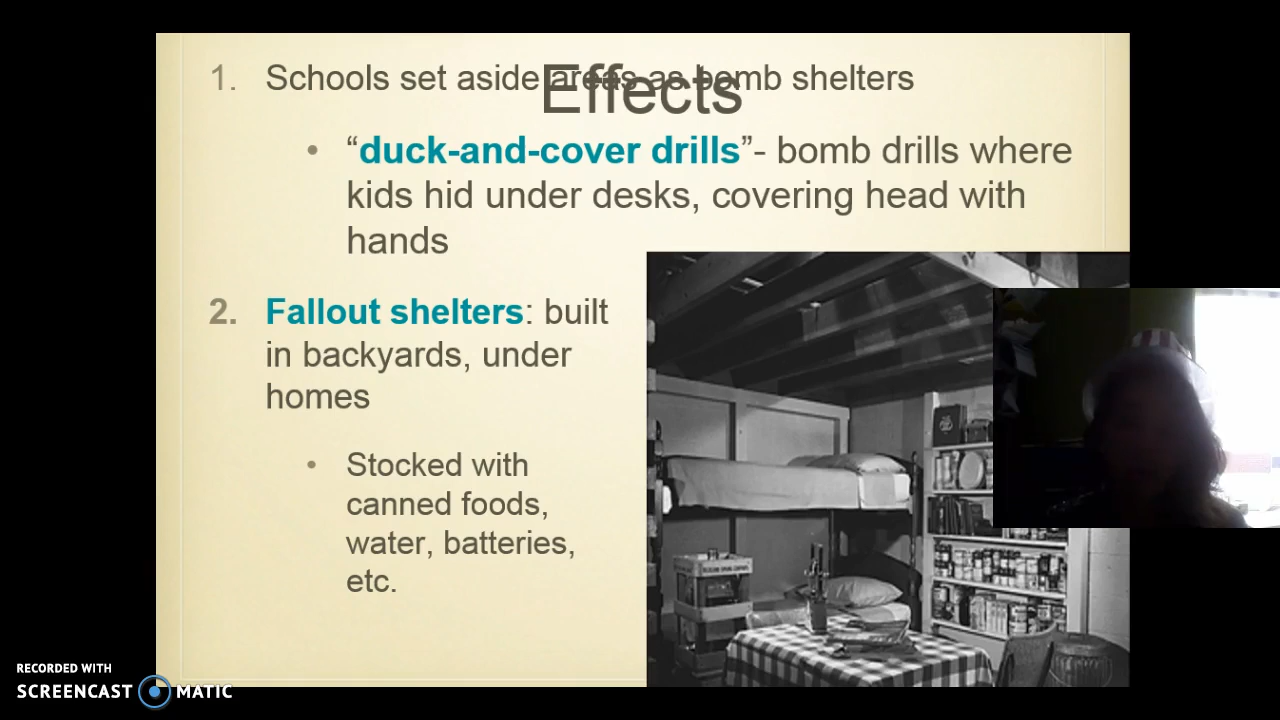 Effects
1. Schools set aside areas as bomb shelters
• “duck-and-cover drills”- bomb drills where
kids hid under desks, covering head with
hands
2. Fallout shelters: built
in backyards, under
homes
• Stocked with
canned foods,
water, batteries,
etc.
RECORDED WITH
SCREENCAST MATIC